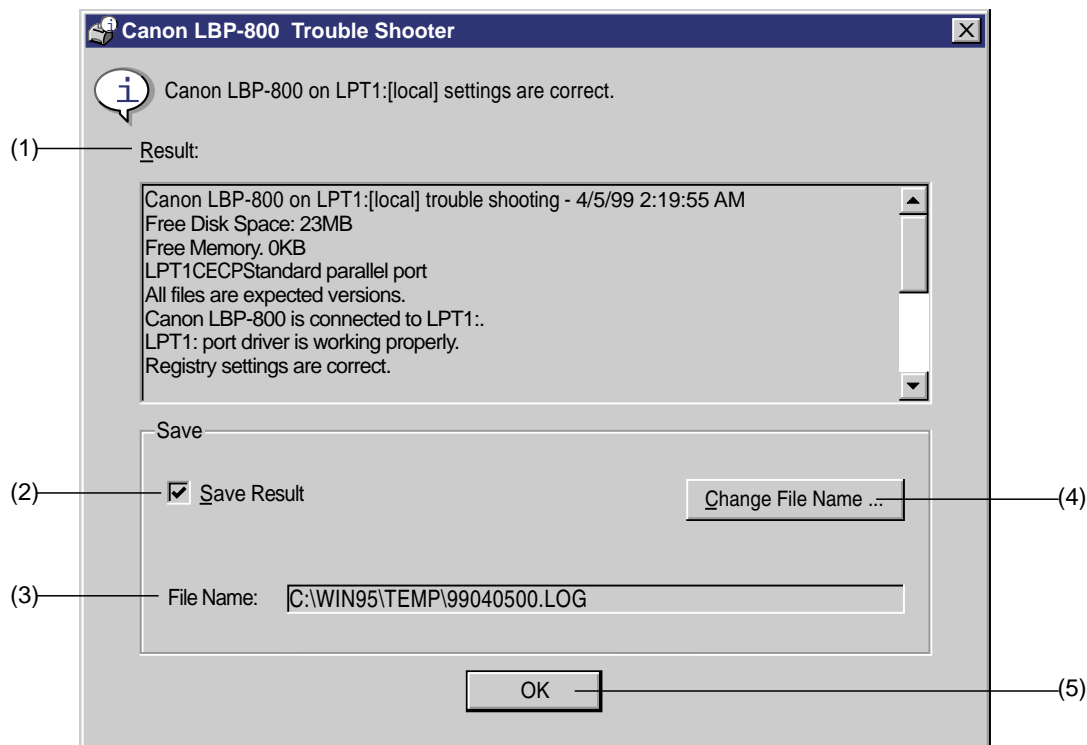 Canon LBP-800 Trouble Shooter
i Canon LBP-800 on LPT1:[local] settings are correct.
(1) Result:
Canon LBP-800 on LPT1:[local] trouble shooting - 4/5/99 2:19:55 AM
Free Disk Space: 23MB
Free Memory. 0KB
LPT1CECPStandard parallel port
All files are expected versions.
Canon LBP-800 is connected to LPT1:.
LPT1: port driver is working properly.
Registry settings are correct.
Save
(2) Save Result Change File Name ... (4)
(3) File Name: C:\WIN95\TEMP\99040500.LOG
OK (5)